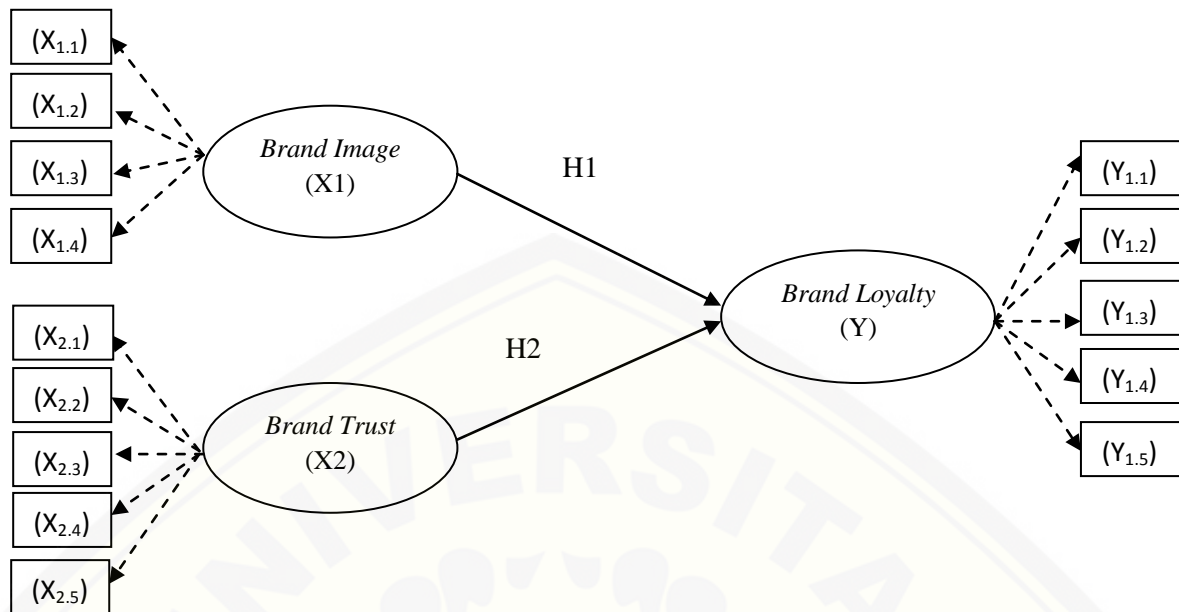 (X1.1)
(X1.2)
(X1.3)
(X1.4)
Brand Image
(X1)
H1
(X2.1)
(X2.2)
(X2.3)
(X2.4)
(X2.5)
Brand Trust
(X2)
H2
Brand Loyalty
(Y)
(Y1.1)
(Y1.2)
(Y1.3)
(Y1.4)
(Y1.5)
NIVERSITA